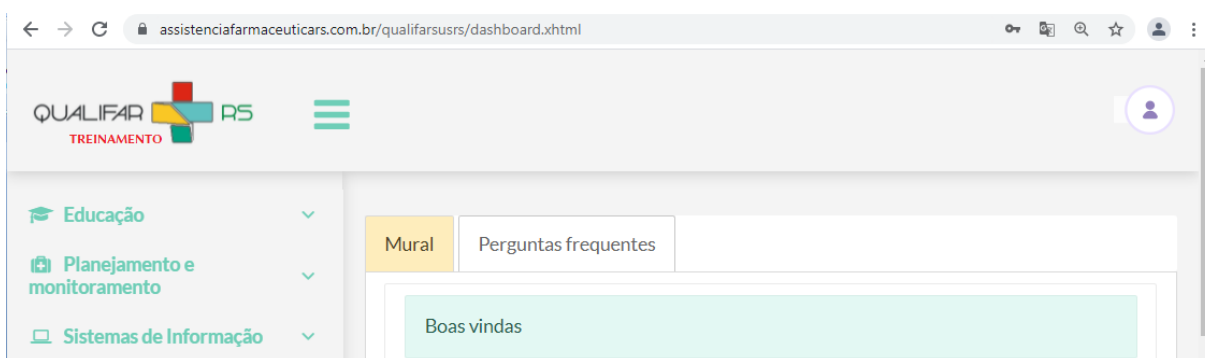 assistenciafarmaceuticars.com.br/qualifarsusrs/dashboard.xhtml
QUALIFAR RS
TREINAMENTO
Educação
Planejamento e
monitoramento
Sistemas de Informação
Mural Perguntas frequentes
Boas vindas